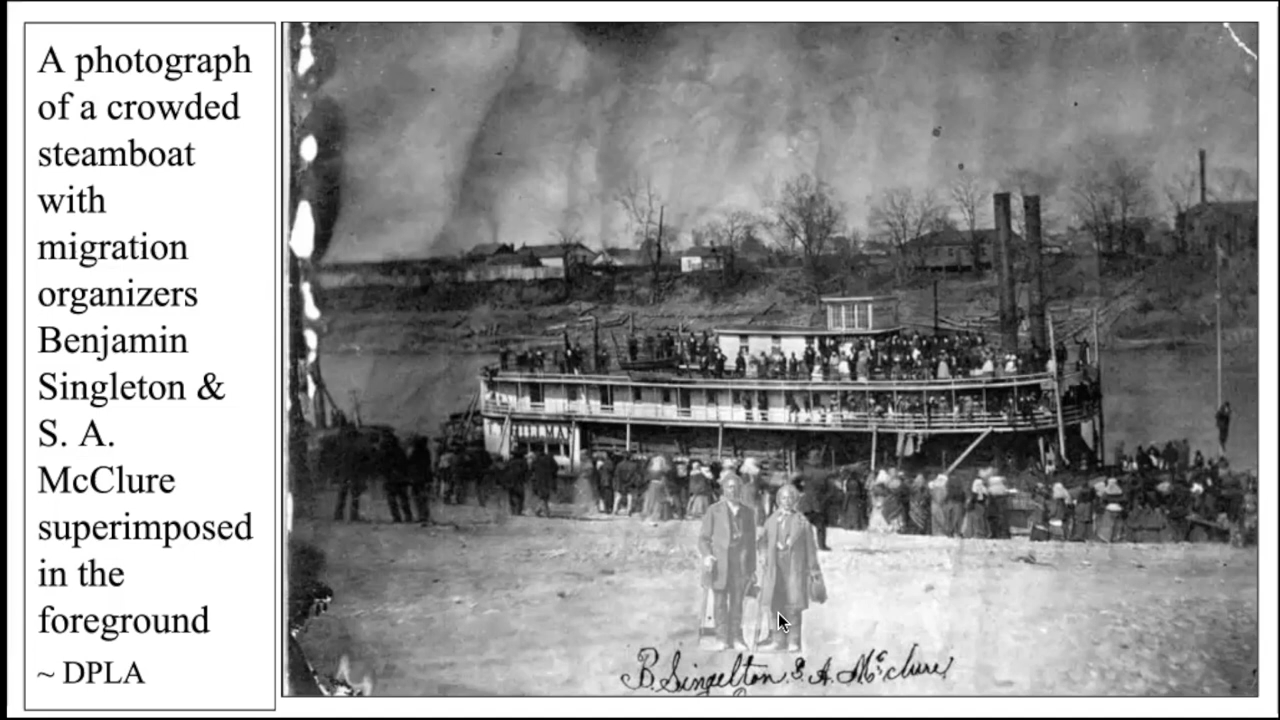 A photograph
of a crowded
steamboat
with
migration
organizers
Benjamin
Singleton &
S. A.
McClure
superimposed
in the
foreground
~ DPLA
B. Singelton. S. A. Mᶜclure